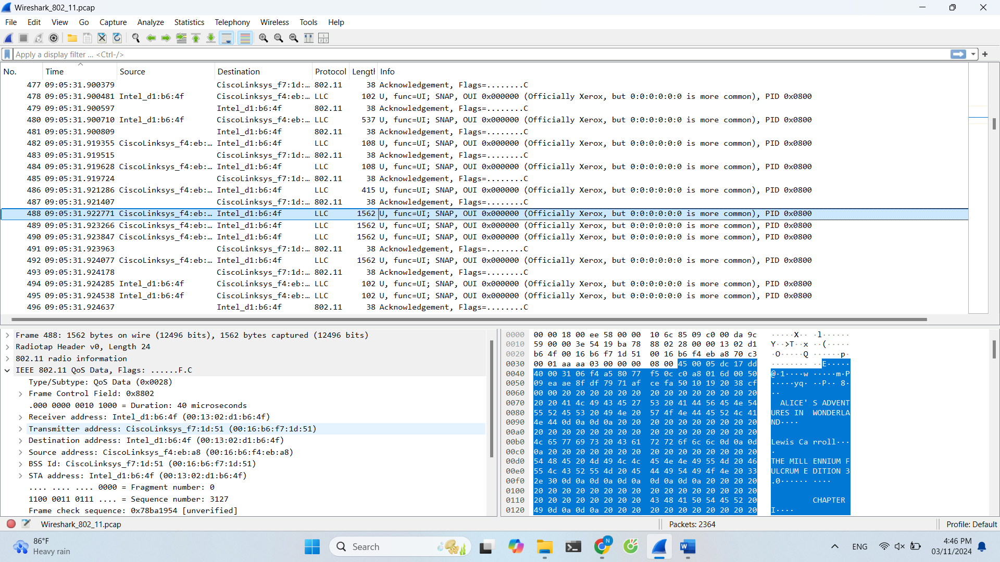 Wireshark_802_11.pcap
File Edit View Go Capture Analyze Statistics Telephony Wireless Tools Help
Apply a display filter ... <Ctrl-/>
No. Time Source Destination Protocol Lengtl Info
477 09:05:31.900379 CiscoLinksys_f7:1d:… 802.11 38 Acknowledgement, Flags=........C
478 09:05:31.900481 Intel_d1:b6:4f CiscoLinksys_f4:eb:… LLC 102 U, func=UI; SNAP, OUI 0x000000 (Officially Xerox, but 0:0:0:0:0:0 is more common), PID 0x0800
479 09:05:31.900597 Intel_d1:b6:4f 802.11 38 Acknowledgement, Flags=........C
480 09:05:31.900710 Intel_d1:b6:4f CiscoLinksys_f4:eb:… LLC 537 U, func=UI; SNAP, OUI 0x000000 (Officially Xerox, but 0:0:0:0:0:0 is more common), PID 0x0800
481 09:05:31.900809 Intel_d1:b6:4f 802.11 38 Acknowledgement, Flags=........C
482 09:05:31.919355 CiscoLinksys_f4:eb:… Intel_d1:b6:4f LLC 108 U, func=UI; SNAP, OUI 0x000000 (Officially Xerox, but 0:0:0:0:0:0 is more common), PID 0x0800
483 09:05:31.919515 CiscoLinksys_f7:1d:… 802.11 38 Acknowledgement, Flags=........C
484 09:05:31.919628 CiscoLinksys_f4:eb:… Intel_d1:b6:4f LLC 108 U, func=UI; SNAP, OUI 0x000000 (Officially Xerox, but 0:0:0:0:0:0 is more common), PID 0x0800
485 09:05:31.919724 CiscoLinksys_f7:1d:… 802.11 38 Acknowledgement, Flags=........C
486 09:05:31.921286 CiscoLinksys_f4:eb:… Intel_d1:b6:4f LLC 415 U, func=UI; SNAP, OUI 0x000000 (Officially Xerox, but 0:0:0:0:0:0 is more common), PID 0x0800
487 09:05:31.921407 CiscoLinksys_f7:1d:… 802.11 38 Acknowledgement, Flags=........C
488 09:05:31.922771 CiscoLinksys_f4:eb:… Intel_d1:b6:4f LLC 1562 U, func=UI; SNAP, OUI 0x000000 (Officially Xerox, but 0:0:0:0:0:0 is more common), PID 0x0800
489 09:05:31.923266 CiscoLinksys_f4:eb:… Intel_d1:b6:4f LLC 1562 U, func=UI; SNAP, OUI 0x000000 (Officially Xerox, but 0:0:0:0:0:0 is more common), PID 0x0800
490 09:05:31.923847 CiscoLinksys_f4:eb:… Intel_d1:b6:4f LLC 1562 U, func=UI; SNAP, OUI 0x000000 (Officially Xerox, but 0:0:0:0:0:0 is more common), PID 0x0800
491 09:05:31.923963 CiscoLinksys_f7:1d:… 802.11 38 Acknowledgement, Flags=........C
492 09:05:31.924077 CiscoLinksys_f4:eb:… Intel_d1:b6:4f LLC 1562 U, func=UI; SNAP, OUI 0x000000 (Officially Xerox, but 0:0:0:0:0:0 is more common), PID 0x0800
493 09:05:31.924178 CiscoLinksys_f7:1d:… 802.11 38 Acknowledgement, Flags=........C
494 09:05:31.924285 Intel_d1:b6:4f CiscoLinksys_f4:eb:… LLC 102 U, func=UI; SNAP, OUI 0x000000 (Officially Xerox, but 0:0:0:0:0:0 is more common), PID 0x0800
495 09:05:31.924538 Intel_d1:b6:4f CiscoLinksys_f4:eb:… LLC 102 U, func=UI; SNAP, OUI 0x000000 (Officially Xerox, but 0:0:0:0:0:0 is more common), PID 0x0800
496 09:05:31.924637 Intel_d1:b6:4f 802.11 38 Acknowledgement, Flags=........C
Frame 488: 1562 bytes on wire (12496 bits), 1562 bytes captured (12496 bits)
Radiotap Header v0, Length 24
802.11 radio information
IEEE 802.11 QoS Data, Flags: ......F.C
Type/Subtype: QoS Data (0x0028)
Frame Control Field: 0x8802
.000 0000 0010 1000 = Duration: 40 microseconds
Receiver address: Intel_d1:b6:4f (00:13:02:d1:b6:4f)
Transmitter address: CiscoLinksys_f7:1d:51 (00:16:b6:f7:1d:51)
Destination address: Intel_d1:b6:4f (00:13:02:d1:b6:4f)
Source address: CiscoLinksys_f4:eb:a8 (00:16:b6:f4:eb:a8)
BSS Id: CiscoLinksys_f7:1d:51 (00:16:b6:f7:1d:51)
STA address: Intel_d1:b6:4f (00:13:02:d1:b6:4f)
.... .... .... 0000 = Fragment number: 0
1100 0011 0111 .... = Sequence number: 3127
Frame check sequence: 0x78ba1954 [unverified]
0000 00 00 18 00 ee 58 00 00 10 6c 85 09 c0 00 da 9c ·····X·· ·l······
0010 59 00 00 3e 54 19 ba 78 88 02 28 00 00 13 02 d1 Y··>T··x ··(·····
0020 b6 4f 00 16 b6 f7 1d 51 00 16 b6 f4 eb a8 70 c3 ·O·····Q ······p·
0030 00 01 aa aa 03 00 00 00 08 00 45 00 05 dc 17 dd ········ ··E·····
0040 40 00 31 06 f4 a5 80 77 f5 0c c0 a8 01 6d 00 50 @·1····w ·····m·P
0050 09 ea ae 8f df 79 71 af ce fa 50 10 19 20 38 cf ·····yq· ··P·· 8·
0060 00 00 20 20 20 20 20 20 20 20 20 20 20 20 20 20 ··
0070 20 20 41 4c 49 43 45 27 53 20 41 44 56 45 4e 54 ALICE' S ADVENT
0080 55 52 45 53 20 49 4e 20 57 4f 4e 44 45 52 4c 41 URES IN WONDERLA
0090 4e 44 0d 0a 0d 0a 20 20 20 20 20 20 20 20 20 20 ND····
00a0 20 20 20 20 20 20 20 20 20 20 20 20 20 20 20 20
00b0 4c 65 77 69 73 20 43 61 72 72 6f 6c 6c 0d 0a 0d Lewis Ca rroll···
00c0 0a 20 20 20 20 20 20 20 20 20 20 20 20 20 20 20 ·
00d0 54 48 45 20 4d 49 4c 4c 45 4e 4e 49 55 4d 20 46 THE MILL ENNIUM F
00e0 55 4c 43 52 55 4d 20 45 44 49 54 49 4f 4e 20 33 ULCRUM E DITION 3
00f0 2e 30 0d 0a 0d 0a 0d 0a 0d 0a 0d 0a 20 20 20 20 .0······ ····
0100 20 20 20 20 20 20 20 20 20 20 20 20 20 20 20 20
0110 20 20 20 20 20 20 20 20 43 48 41 50 54 45 52 20 CHAPTER
0120 49 0d 0a 0d 0a 20 20 20 20 20 20 20 20 20 20 20 I····
Wireshark_802_11.pcap Packets: 2364 Profile: Default
86°F
Heavy rain
Search
ENG
4:46 PM
03/11/2024